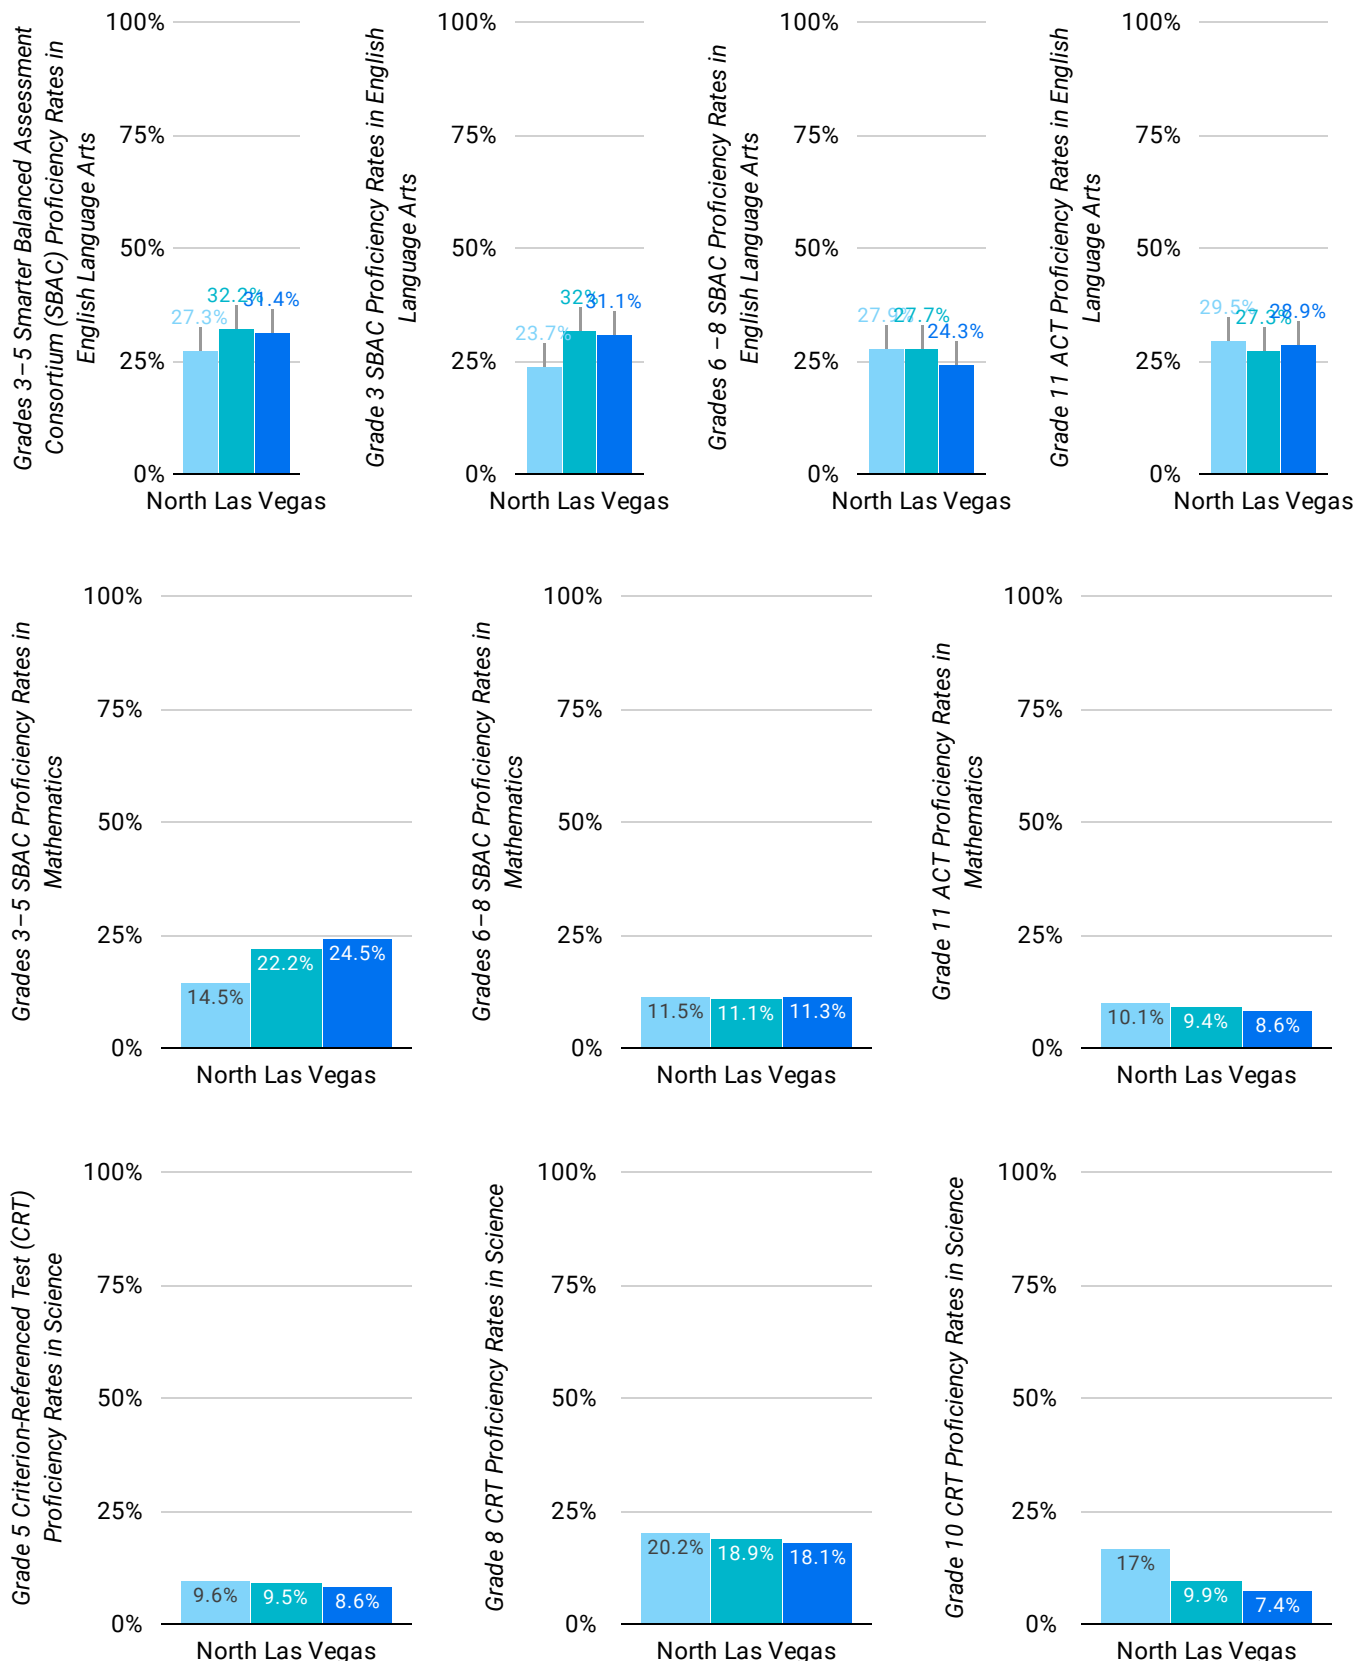 Grades 3–5 Smarter Balanced Assessment
Consortium (SBAC) Proficiency Rates in
English Language Arts
100%
75%
50%
25%
0%
27.3%
32.2%
31.4%
North Las Vegas
Grade 3 SBAC Proficiency Rates in English
Language Arts
100%
75%
50%
25%
0%
23.7%
32%
31.1%
North Las Vegas
Grades 6–8 SBAC Proficiency Rates in
English Language Arts
100%
75%
50%
25%
0%
27.9%
27.7%
24.3%
North Las Vegas
Grade 11 ACT Proficiency Rates in English
Language Arts
100%
75%
50%
25%
0%
29.5%
27.3%
28.9%
North Las Vegas
Grades 3–5 SBAC Proficiency Rates in
Mathematics
100%
75%
50%
25%
0%
14.5%
22.2%
24.5%
North Las Vegas
Grades 6–8 SBAC Proficiency Rates in
Mathematics
100%
75%
50%
25%
0%
11.5%
11.1%
11.3%
North Las Vegas
Grade 11 ACT Proficiency Rates in
Mathematics
100%
75%
50%
25%
0%
10.1%
9.4%
8.6%
North Las Vegas
Grade 5 Criterion-Referenced Test (CRT)
Proficiency Rates in Science
100%
75%
50%
25%
0%
9.6%
9.5%
8.6%
North Las Vegas
Grade 8 CRT Proficiency Rates in Science
100%
75%
50%
25%
0%
20.2%
18.9%
18.1%
North Las Vegas
Grade 10 CRT Proficiency Rates in Science
100%
75%
50%
25%
0%
17%
9.9%
7.4%
North Las Vegas